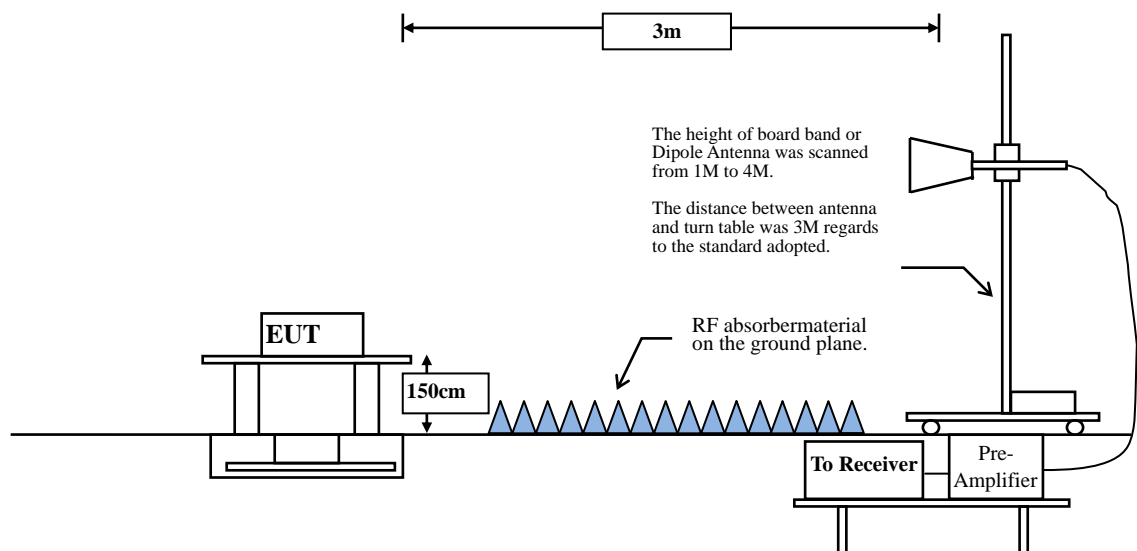 3m
The height of board band or
Dipole Antenna was scanned
from 1M to 4M.
The distance between antenna
and turn table was 3M regards
to the standard adopted.
EUT
RF absorbermaterial
on the ground plane.
150cm
To Receiver
Pre-
Amplifier